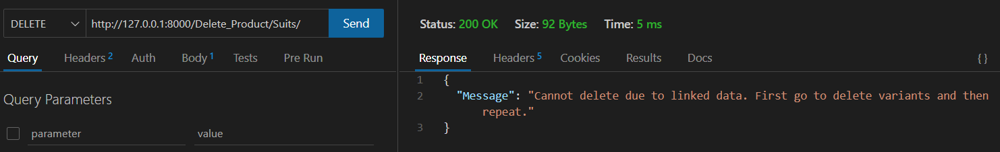 DELETE http://127.0.0.1:8000/Delete_Product/Suits/ Send
Query Headers 2 Auth Body 1 Tests Pre Run
Query Parameters
parameter value
Status: 200 OK Size: 92 Bytes Time: 5 ms
Response Headers 5 Cookies Results Docs {}
1 {
2 "Message": "Cannot delete due to linked data. First go to delete variants and then
repeat."
3 }